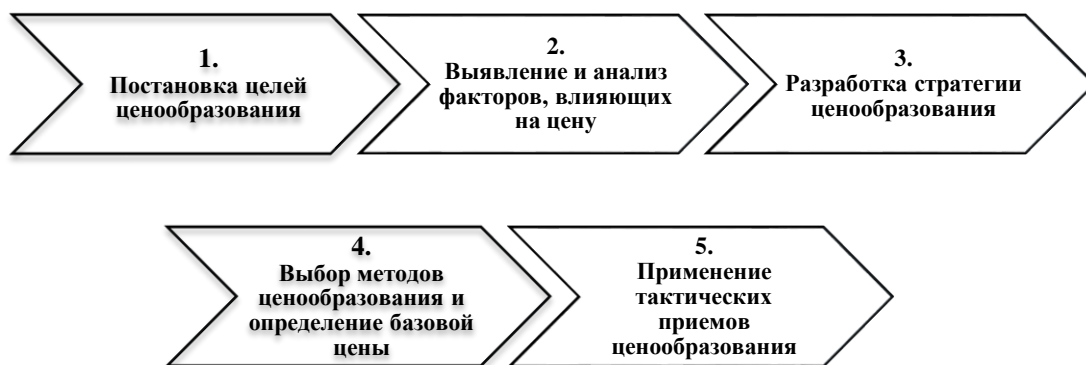 1.
Постановка целей
ценообразования
2.
Выявление и анализ
факторов, влияющих
на цену
3.
Разработка стратегии
ценообразования
4.
Выбор методов
ценообразования и
определение базовой
цены
5.
Применение
тактических
приемов
ценообразования